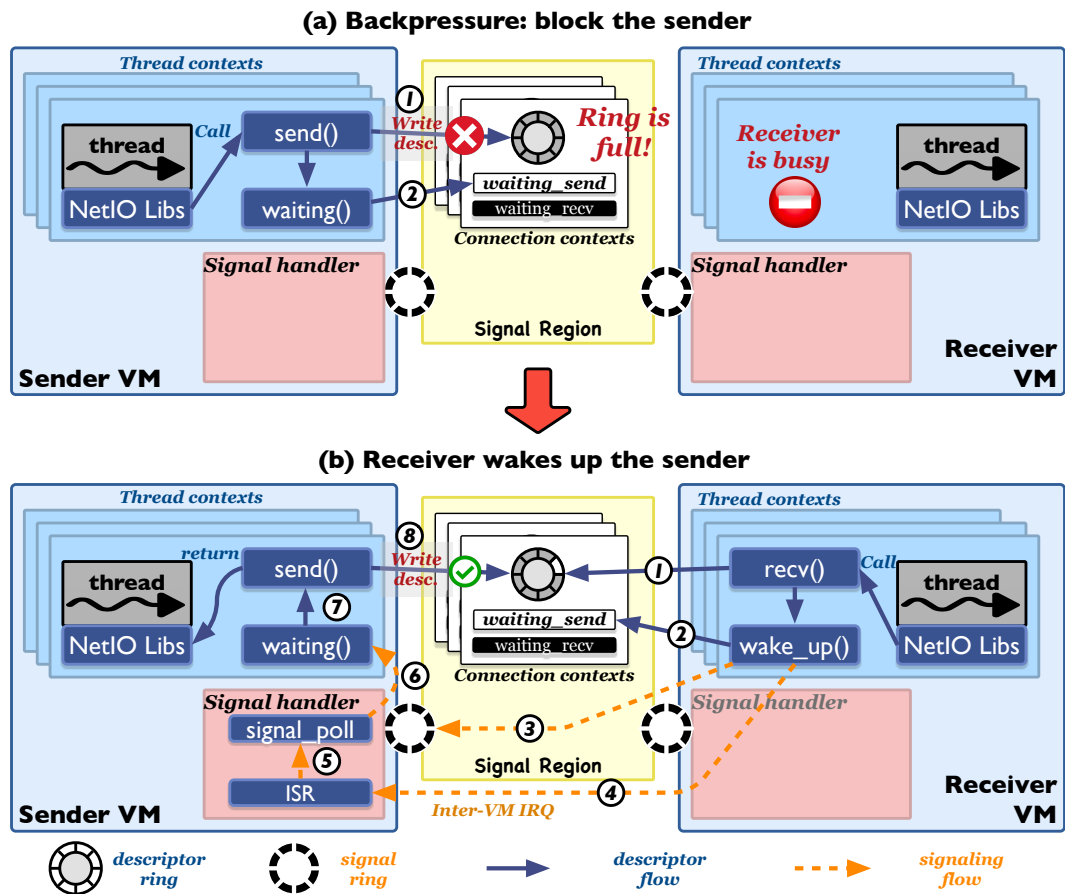 (a) Backpressure: block the sender
Thread contexts
Call
thread
NetIO Libs
send()
waiting()
Signal handler
Sender VM
1
Write
desc.
2
Ring is
full!
waiting_send
waiting_recv
Connection contexts
Signal Region
Thread contexts
Receiver
is busy
thread
NetIO Libs
Signal handler
Receiver
VM
(b) Receiver wakes up the sender
Thread contexts
return
thread
NetIO Libs
send()
7
waiting()
6
Signal handler
signal_poll
5
ISR
Sender VM
8
Write
desc.
waiting_send
waiting_recv
Connection contexts
1
2
3
Signal Region
4
Inter-VM IRQ
Thread contexts
recv()
Call
thread
wake_up()
NetIO Libs
Signal handler
Receiver
VM
descriptor
ring
signal
ring
descriptor
flow
signaling
flow